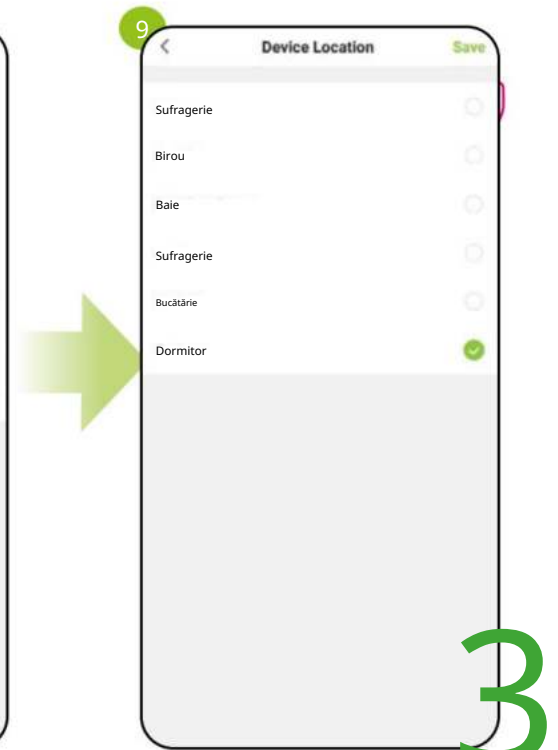 9
Device Location Save
Sufragerie
Birou
Baie
Sufragerie
Bucătărie
Dormitor
3